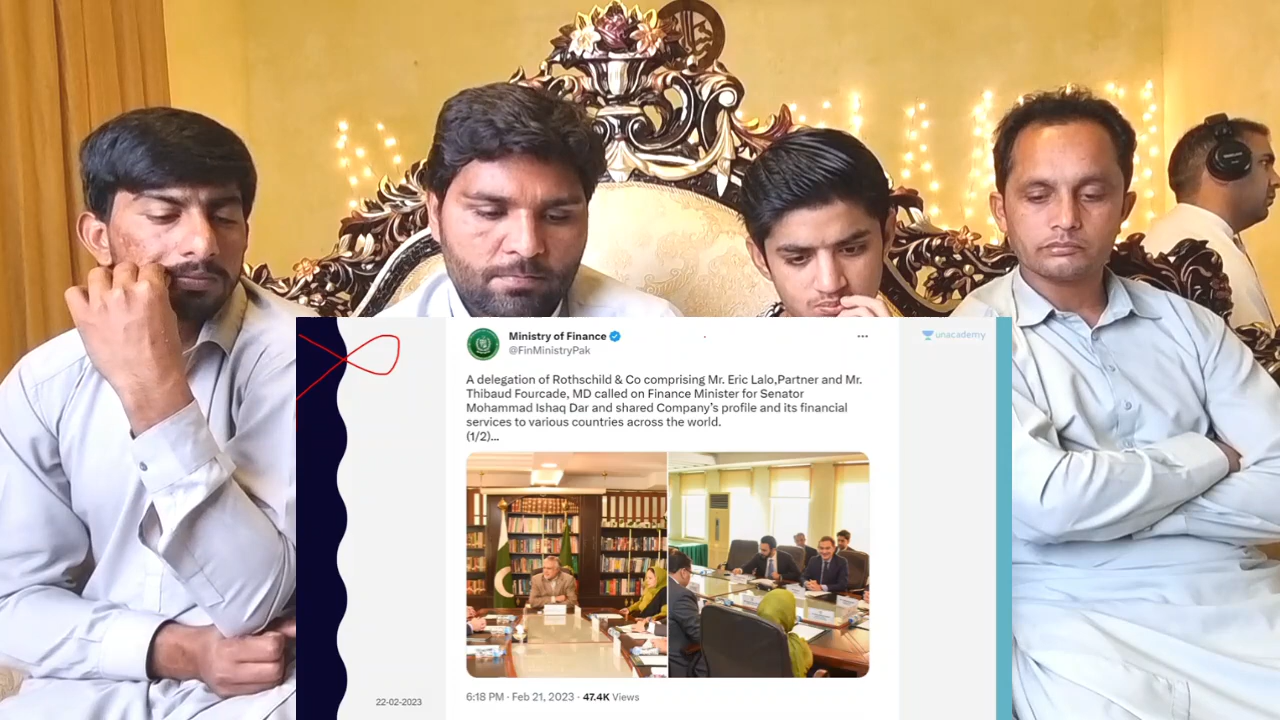 Ministry of Finance
@FinMinistryPak
unacademy
A delegation of Rothschild & Co comprising Mr. Eric Lalo,Partner and Mr.
Thibaud Fourcade, MD called on Finance Minister for Senator
Mohammad Ishaq Dar and shared Company's profile and its financial
services to various countries across the world.
(1/2)...
6:18 PM · Feb 21, 2023 · 47.4K Views
22-02-2023